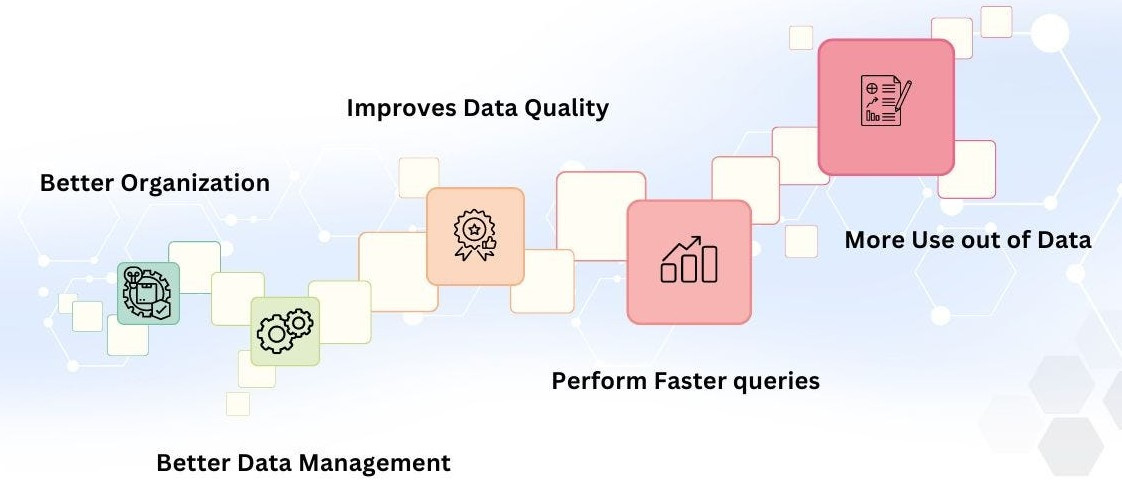 Better Organization
Better Data Management
Improves Data Quality
Perform Faster queries
More Use out of Data